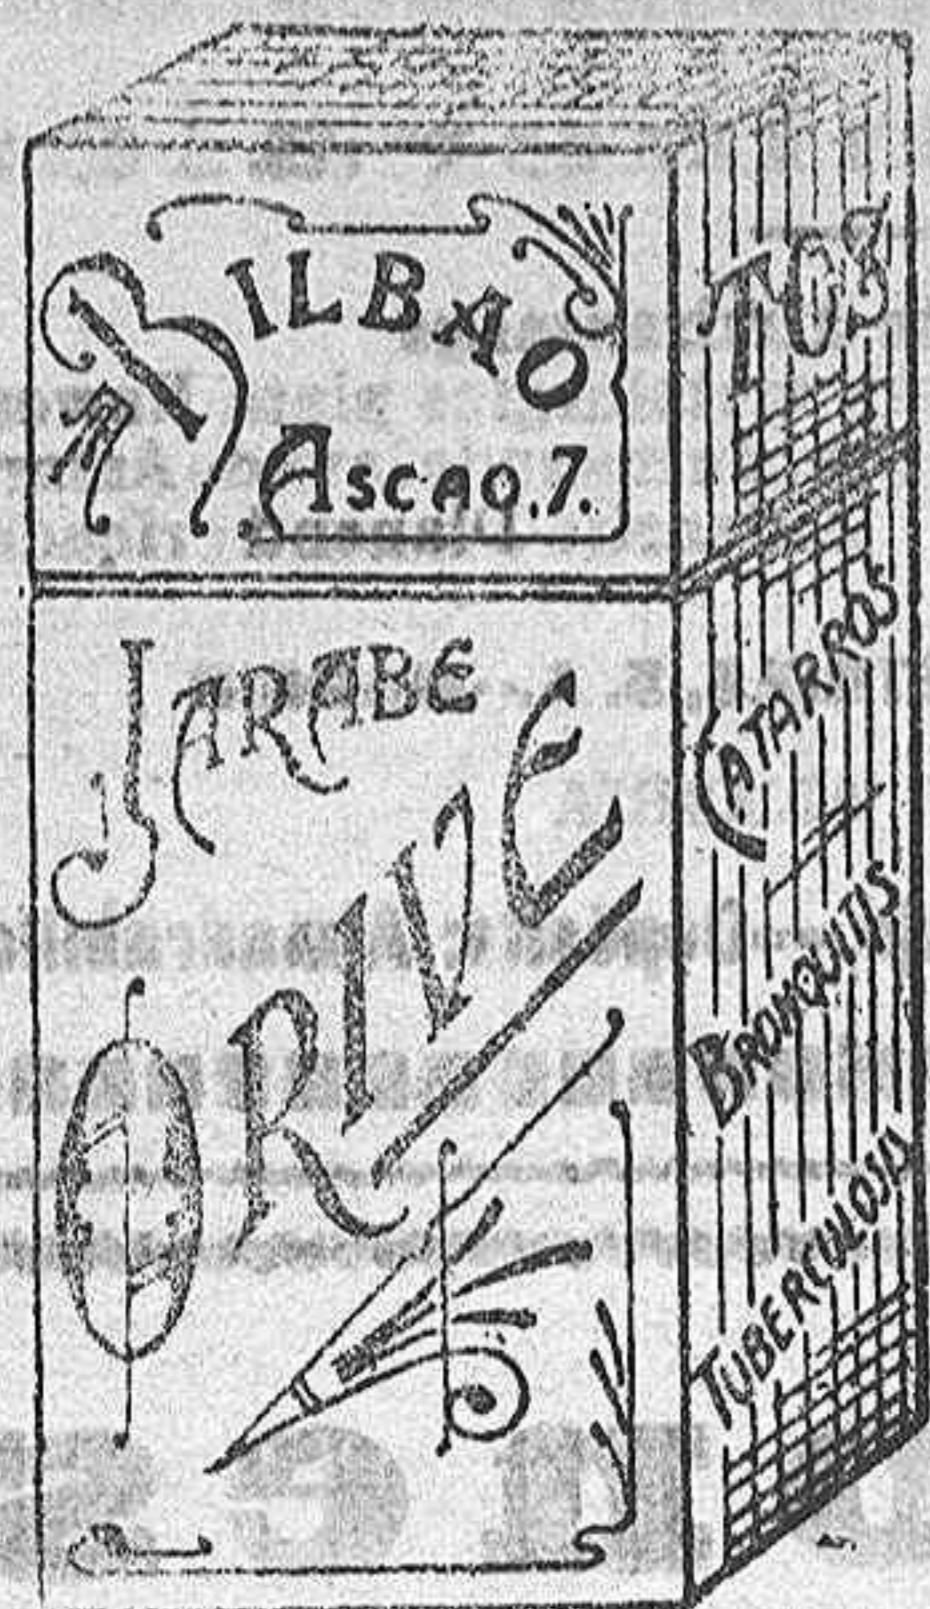 BILBAO
ASCAO.7.
JARABE
ORIVE
TOS
CATARROS
BRONQUITIS
TUBERCULOSIS